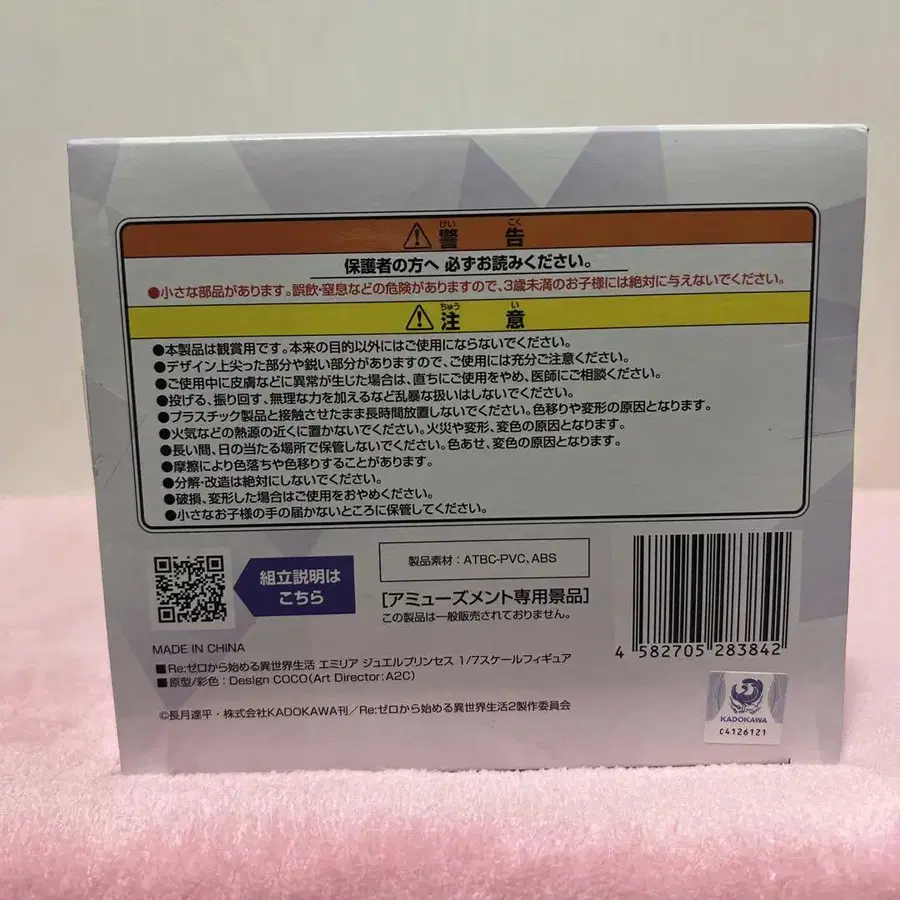 けい こく
⚠警 告
保護者の方へ 必ずお読みください。
●小さな部品があります。誤飲・窒息などの危険がありますので、3歳未満のお子様には絶対に与えないでください。
ちゅう い
⚠注 意
●本製品は観賞用です。本来の目的以外にはご使用にならないでください。
●デザイン上尖った部分や鋭い部分がありますので、ご使用には充分ご注意ください。
●ご使用中に皮膚などに異常が生じた場合は、直ちにご使用をやめ、医師にご相談ください。
●投げる、振り回す、無理な力を加えるなど乱暴な扱いはしないでください。
●プラスチック製品と接触させたまま長時間放置しないでください。色移りや変形の原因となります。
●火気などの熱源の近くに置かないでください。火災や変形、変色の原因となります。
●長い間、日の当たる場所で保管しないでください。色あせ、変色の原因となります。
●摩擦により色落ちや色移りすることがあります。
●分解・改造は絶対にしないでください。
●破損、変形した場合はご使用をおやめください。
●小さなお子様の手の届かないところに保管してください。
組立説明は
こちら
製品素材：ATBC-PVC、ABS
[アミューズメント専用景品]
この製品は一般販売されておりません。
4 582705 283842
MADE IN CHINA
■Re:ゼロから始める異世界生活 エミリア ジュエルプリンセス 1/7スケールフィギュア
■原型/彩色：Design COCO(Art Director:A2C)
©長月達平・株式会社KADOKAWA刊／Re:ゼロから始める異世界生活2製作委員会
KADOKAWA
C4126121